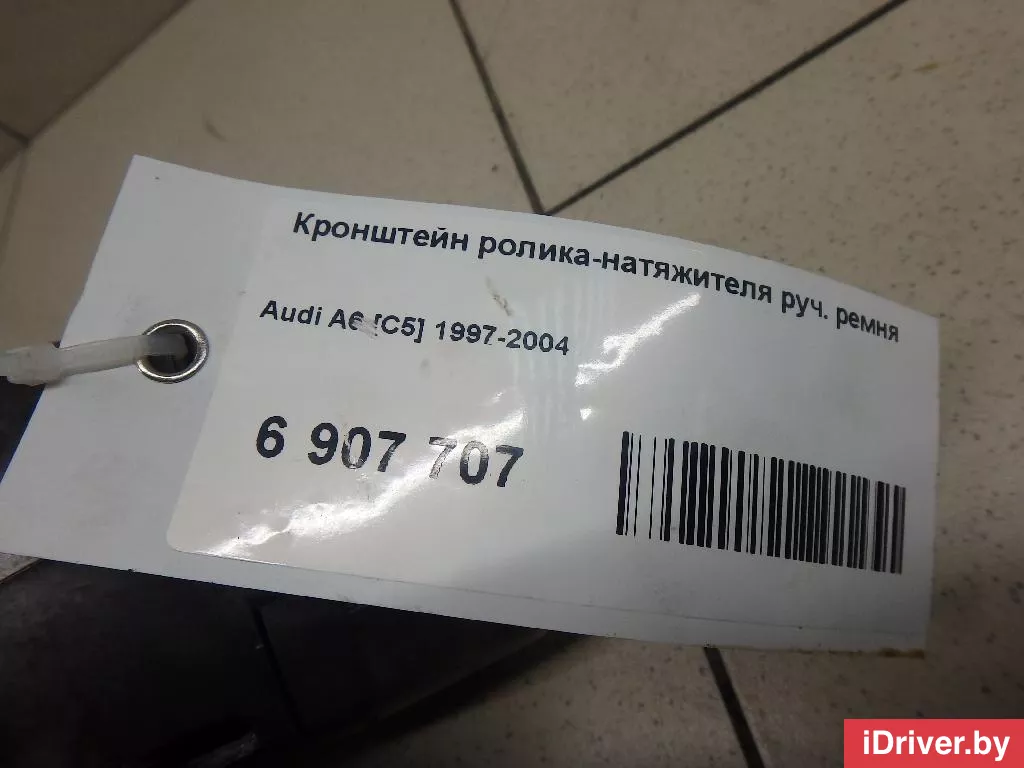 Кронштейн ролика-натяжителя руч. ремня
Audi A6 [C5] 1997-2004
6 907 707
iDriver.by